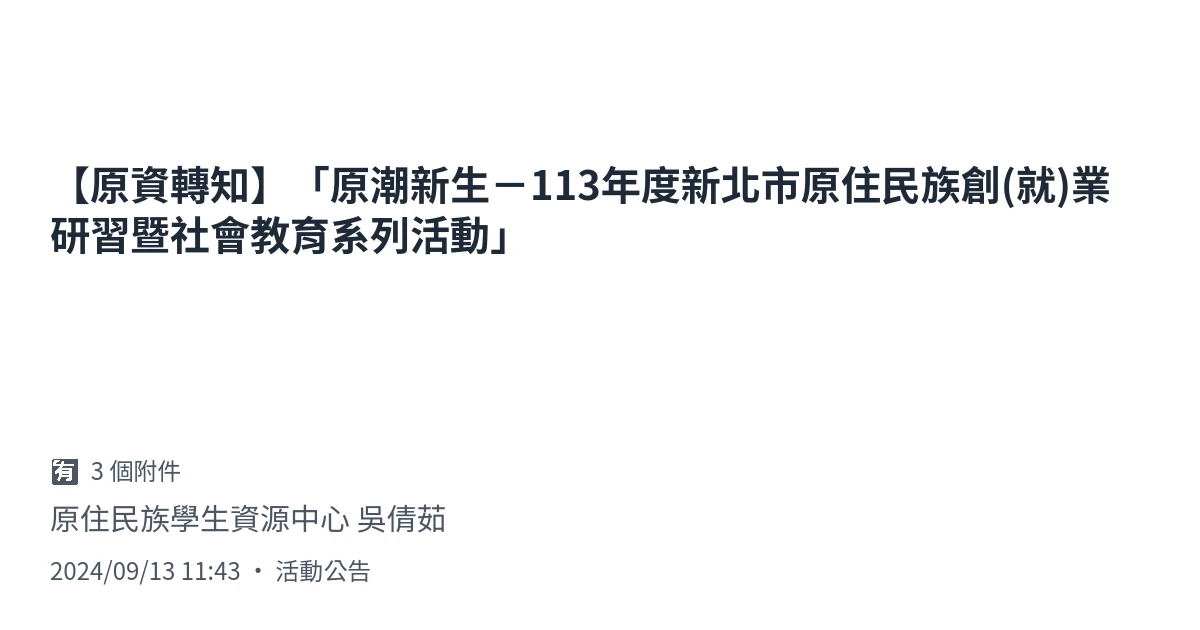 【原資轉知】「原潮新生－113年度新北市原住民族創(就)業
研習暨社會教育系列活動」
有 3 個附件
原住民族學生資源中心 吳倩茹
2024/09/13 11:43 • 活動公告